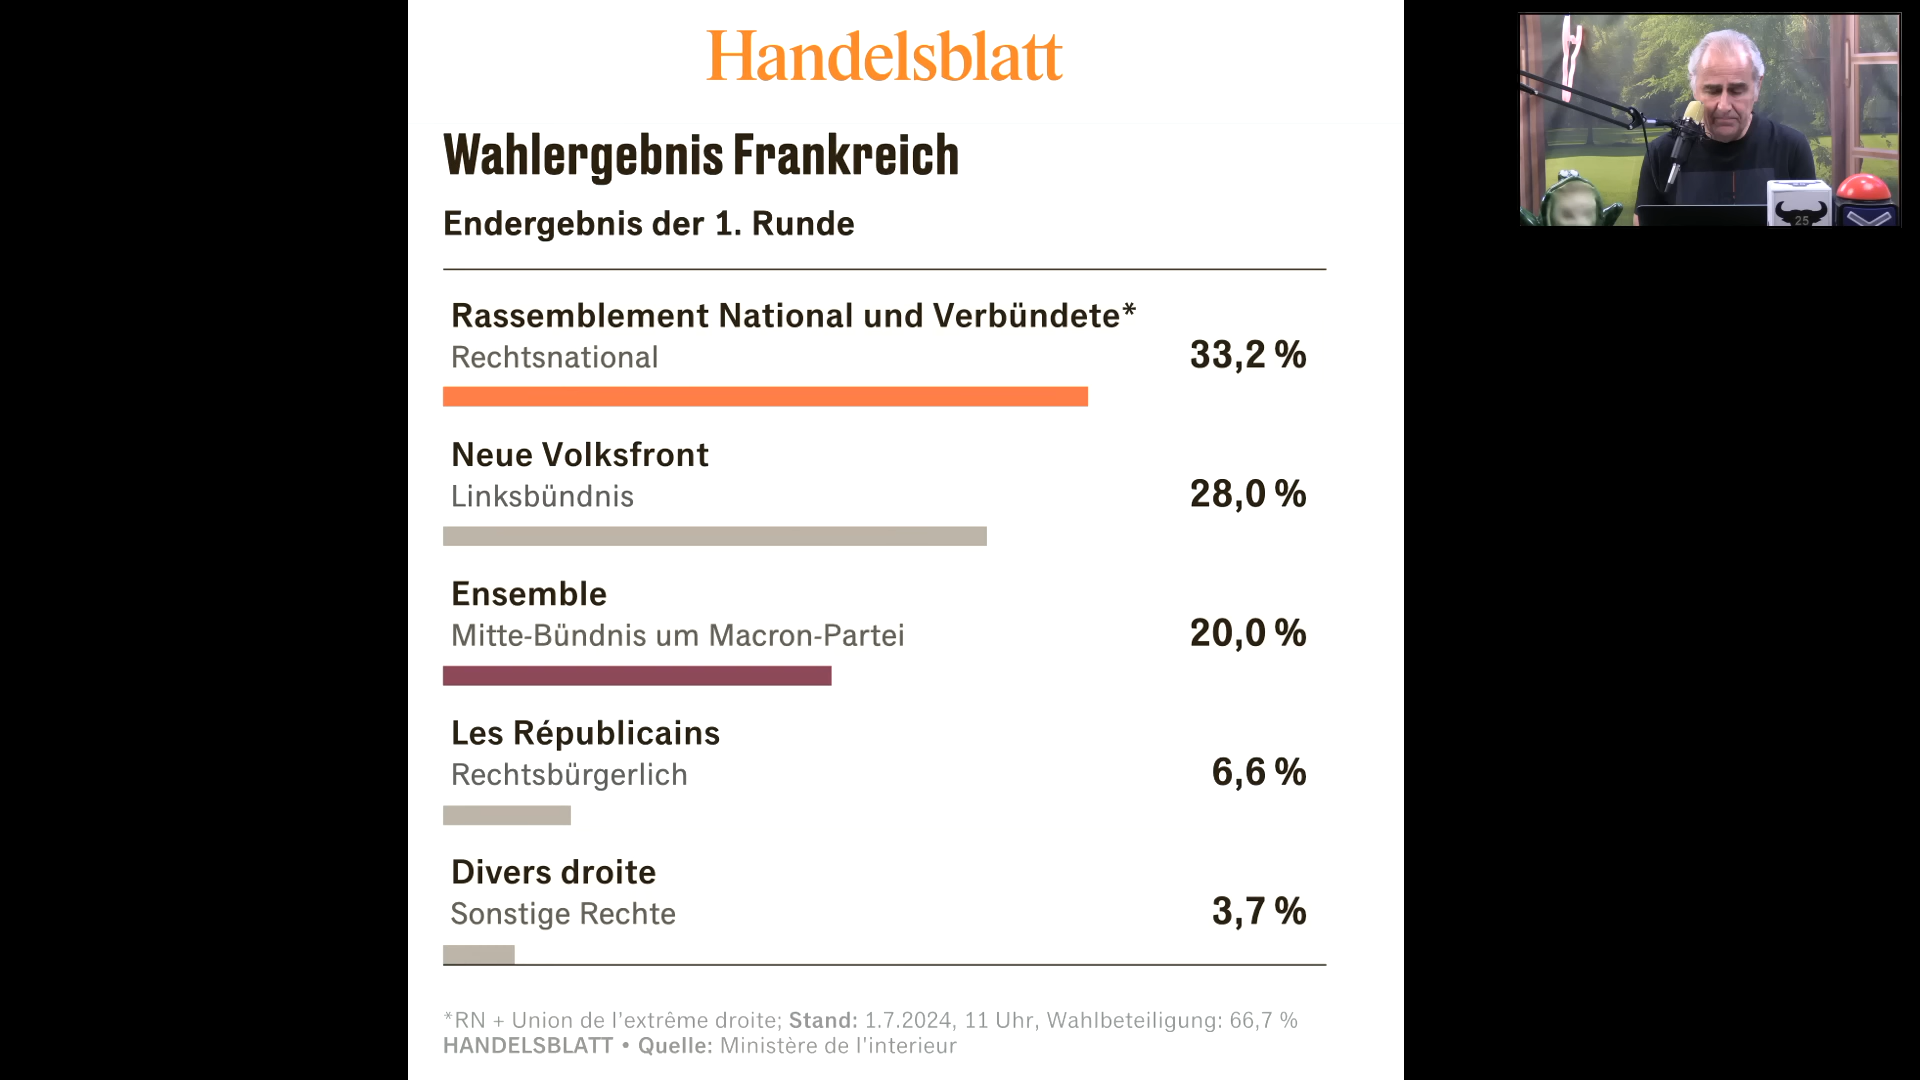 Handelsblatt
Wahlergebnis Frankreich
Endergebnis der 1. Runde
Rassemblement National und Verbündete*
Rechtsnational
33,2 %
Neue Volksfront
Linksbündnis
28,0 %
Ensemble
Mitte-Bündnis um Macron-Partei
20,0 %
Les Républicains
Rechtsbürgerlich
6,6 %
Divers droite
Sonstige Rechte
3,7 %
*RN + Union de l'extrême droite; Stand: 1.7.2024, 11 Uhr, Wahlbeteiligung: 66,7 %
HANDELSBLATT • Quelle: Ministère de l'interieur
25